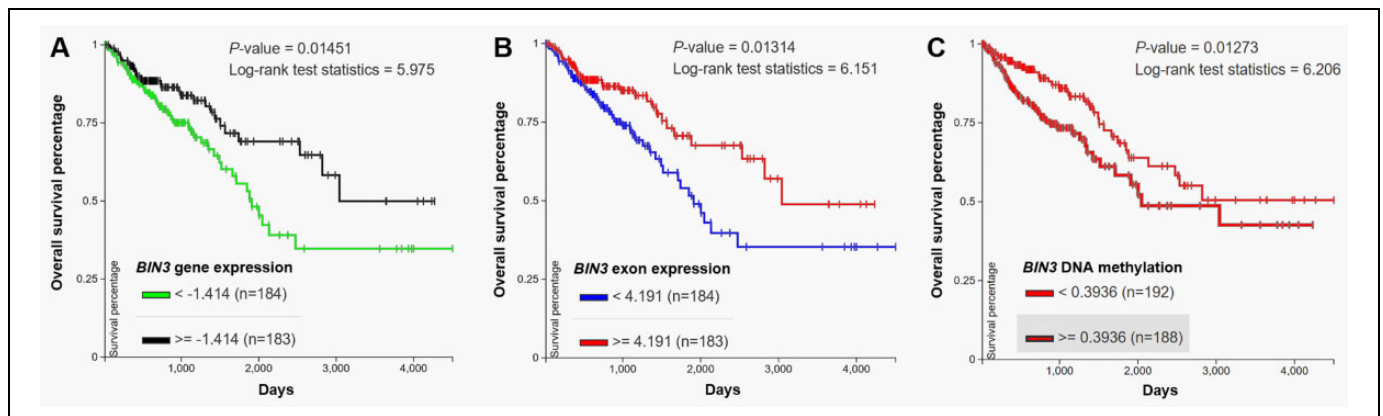 A
P-value = 0.01451
Log-rank test statistics = 5.975
Overall survival percentage
Survival percentage
1
0.75
0.5
0.25
0
BIN3 gene expression
< -1.414 (n=184)
>= -1.414 (n=183)
1,000 2,000 3,000 4,000
Days
B
P-value = 0.01314
Log-rank test statistics = 6.151
Overall survival percentage
Survival percentage
1
0.75
0.5
0.25
0
BIN3 exon expression
< 4.191 (n=184)
>= 4.191 (n=183)
1,000 2,000 3,000 4,000
Days
C
P-value = 0.01273
Log-rank test statistics = 6.206
Overall survival percentage
Survival percentage
1
0.75
0.5
0.25
0
BIN3 DNA methylation
< 0.3936 (n=192)
>= 0.3936 (n=188)
1,000 2,000 3,000 4,000
Days